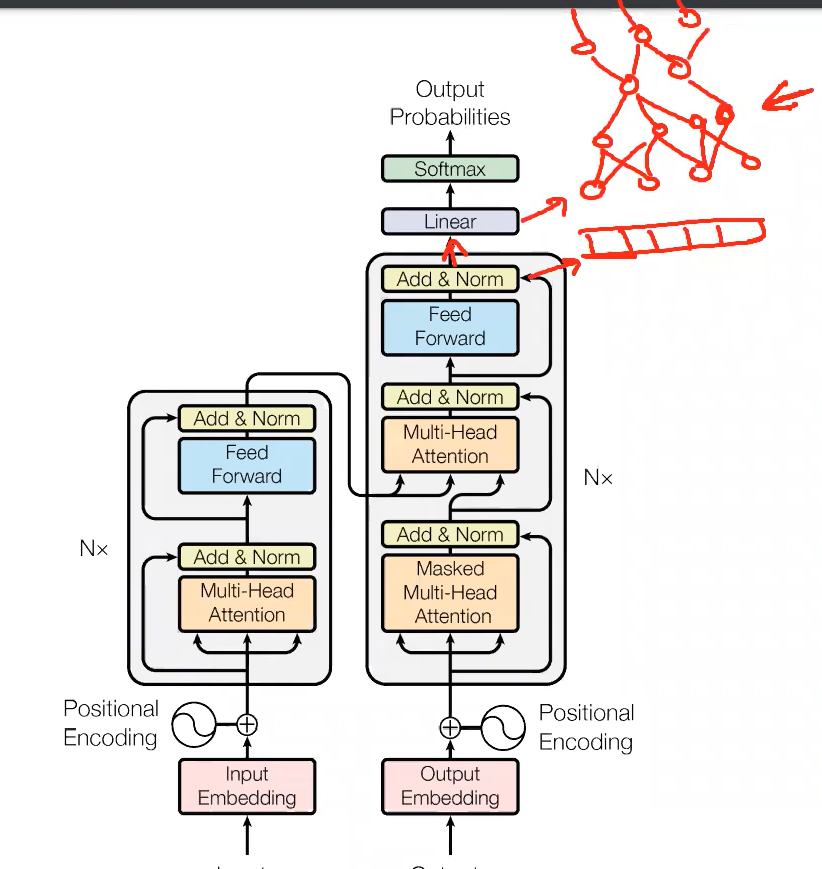 Output
Probabilities
Softmax
Linear
Add & Norm
Feed
Forward
Add & Norm
Multi-Head
Attention
Add & Norm
Masked
Multi-Head
Attention
Nx
Add & Norm
Feed
Forward
Add & Norm
Multi-Head
Attention
Nx
Positional
Encoding
Positional
Encoding
Input
Embedding
Output
Embedding